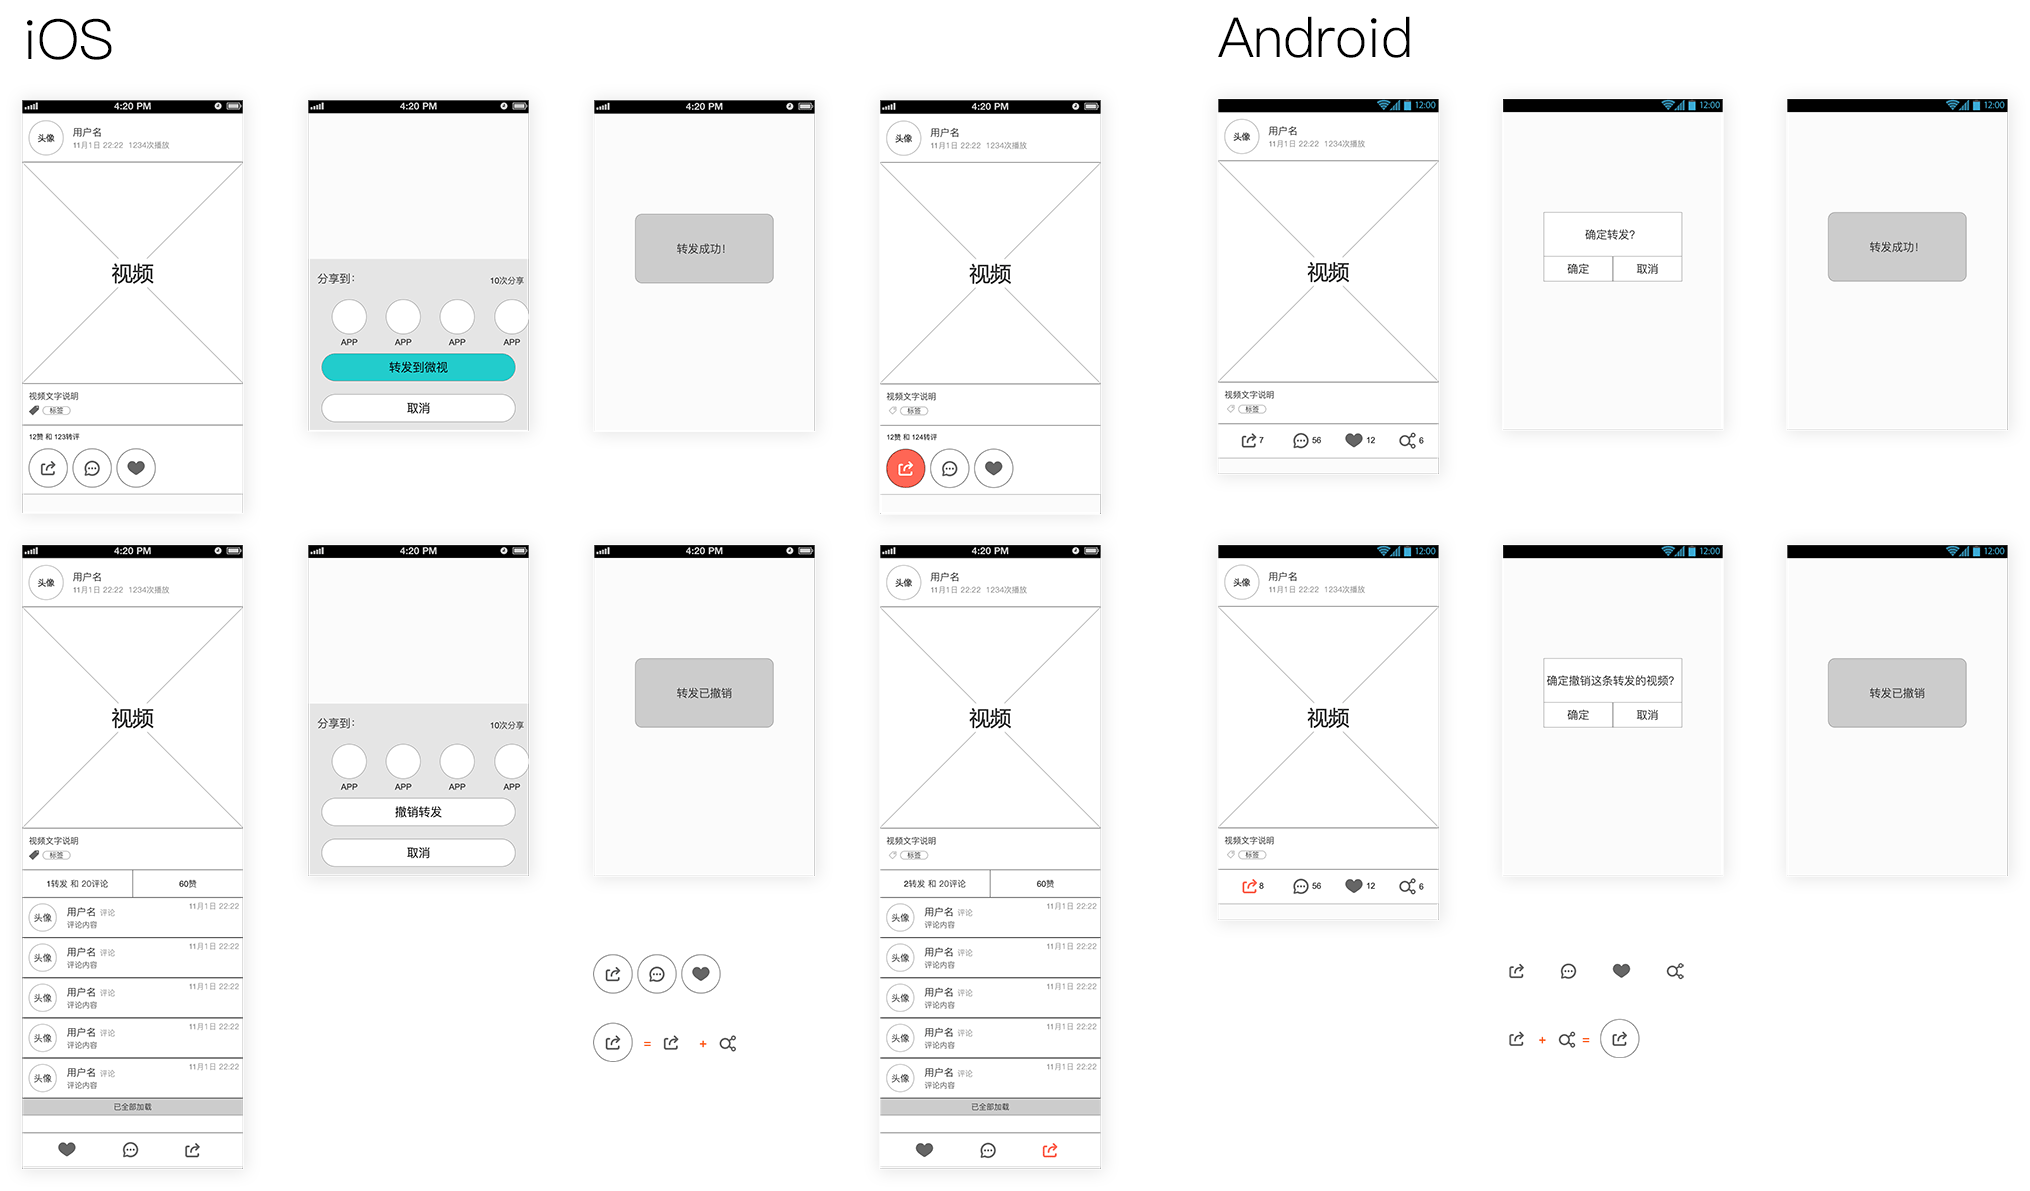 iOS
Android
4:20 PM
头像
用户名
11月1日 22:22 1234次播放
视频
视频文字说明
标签
12赞 和 123转评
4:20 PM
分享到：
10次分享
APP APP APP APP
转发到微视
取消
4:20 PM
转发成功！
4:20 PM
头像
用户名
11月1日 22:22 1234次播放
视频
视频文字说明
标签
12赞 和 124转评
12:00
头像
用户名
11月1日 22:22 1234次播放
视频
视频文字说明
标签
7 56 12 6
12:00
确定转发？
确定 取消
12:00
转发成功！
4:20 PM
头像
用户名
11月1日 22:22 1234次播放
视频
视频文字说明
标签
1转发 和 20评论 60赞
头像 用户名 评论 11月1日 22:22
评论内容
头像 用户名 评论 11月1日 22:22
评论内容
头像 用户名 评论 11月1日 22:22
评论内容
头像 用户名 评论 11月1日 22:22
评论内容
头像 用户名 评论 11月1日 22:22
评论内容
已全部加载
4:20 PM
分享到：
10次分享
APP APP APP APP
撤销转发
取消
4:20 PM
转发已撤销
= +
4:20 PM
头像
用户名
11月1日 22:22 1234次播放
视频
视频文字说明
标签
2转发 和 20评论 60赞
头像 用户名 评论 11月1日 22:22
评论内容
头像 用户名 评论 11月1日 22:22
评论内容
头像 用户名 评论 11月1日 22:22
评论内容
头像 用户名 评论 11月1日 22:22
评论内容
头像 用户名 评论 11月1日 22:22
评论内容
已全部加载
12:00
头像
用户名
11月1日 22:22 1234次播放
视频
视频文字说明
标签
8 56 12 6
12:00
确定撤销这条转发的视频？
确定 取消
12:00
转发已撤销
+ =